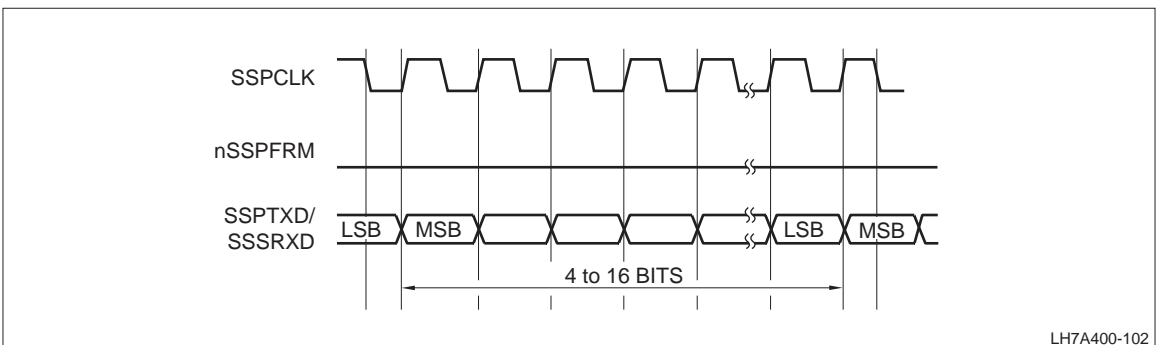 SSPCLK
nSSPFRM
SSPTXD/
SSSRXD
LSB MSB LSB MSB
4 to 16 BITS
LH7A400-102